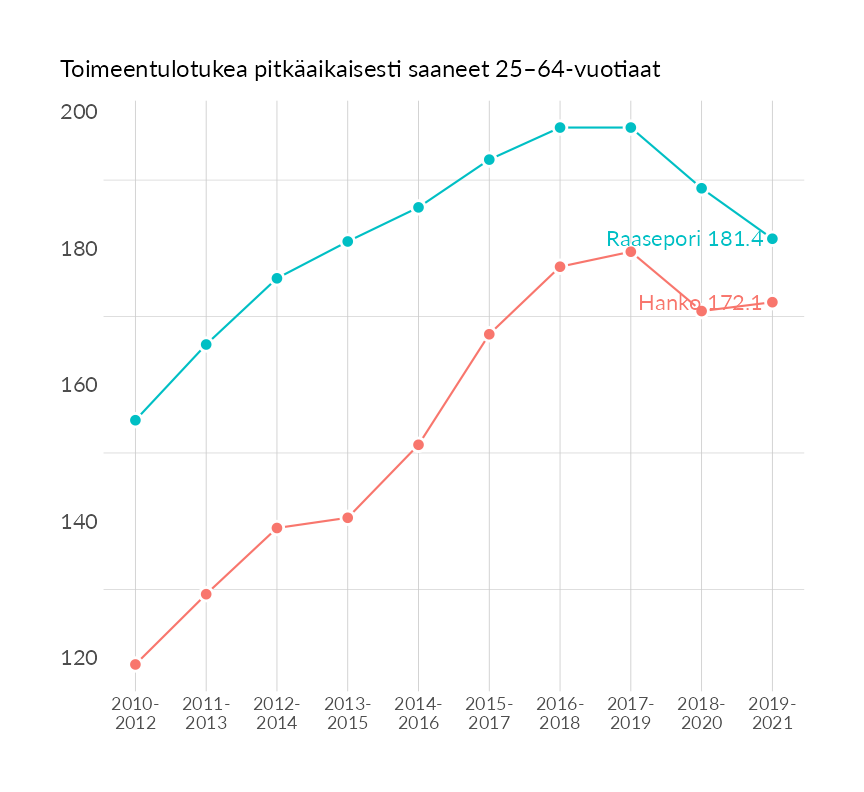 Toimeentulotukea pitkäaikaisesti saaneet 25–64-vuotiaat
200
180
160
140
120
Raasepori 181.4
Hanko 172.1
2010- 2011- 2012- 2013- 2014- 2015- 2016- 2017- 2018- 2019-
2012 2013 2014 2015 2016 2017 2018 2019 2020 2021